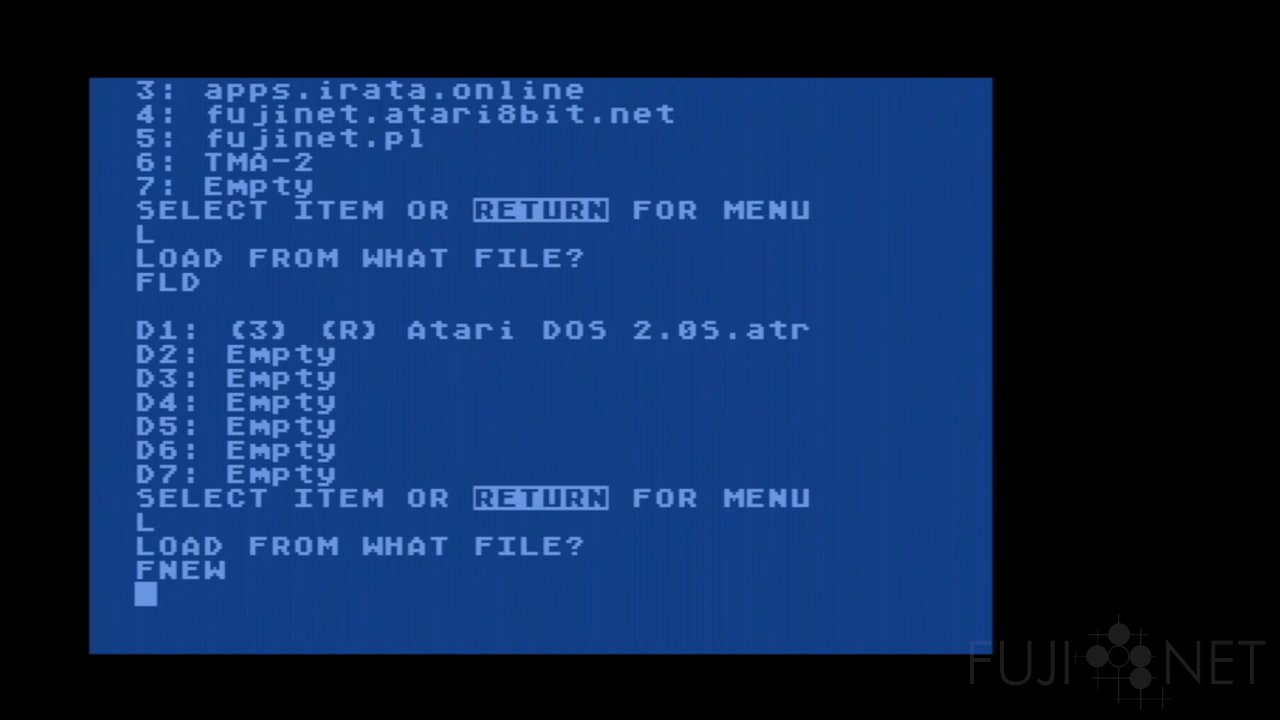 3: apps.irata.online
4: fujinet.atari8bit.net
5: fujinet.pl
6: TMA-2
7: Empty
SELECT ITEM OR RETURN FOR MENU
L
LOAD FROM WHAT FILE?
FLD
D1: (3) (R) Atari DOS 2.0S.atr
D2: Empty
D3: Empty
D4: Empty
D5: Empty
D6: Empty
D7: Empty
SELECT ITEM OR RETURN FOR MENU
L
LOAD FROM WHAT FILE?
FNEW
FUJINET